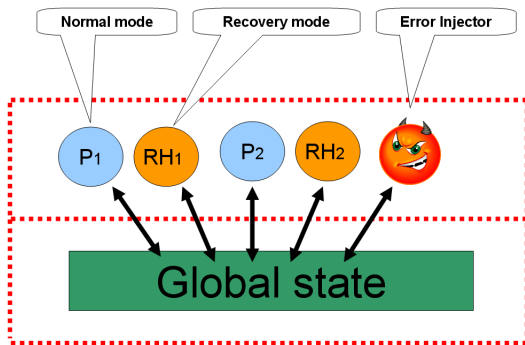 Normal mode
Recovery mode
Error Injector
P1
RH1
P2
RH2
Global state